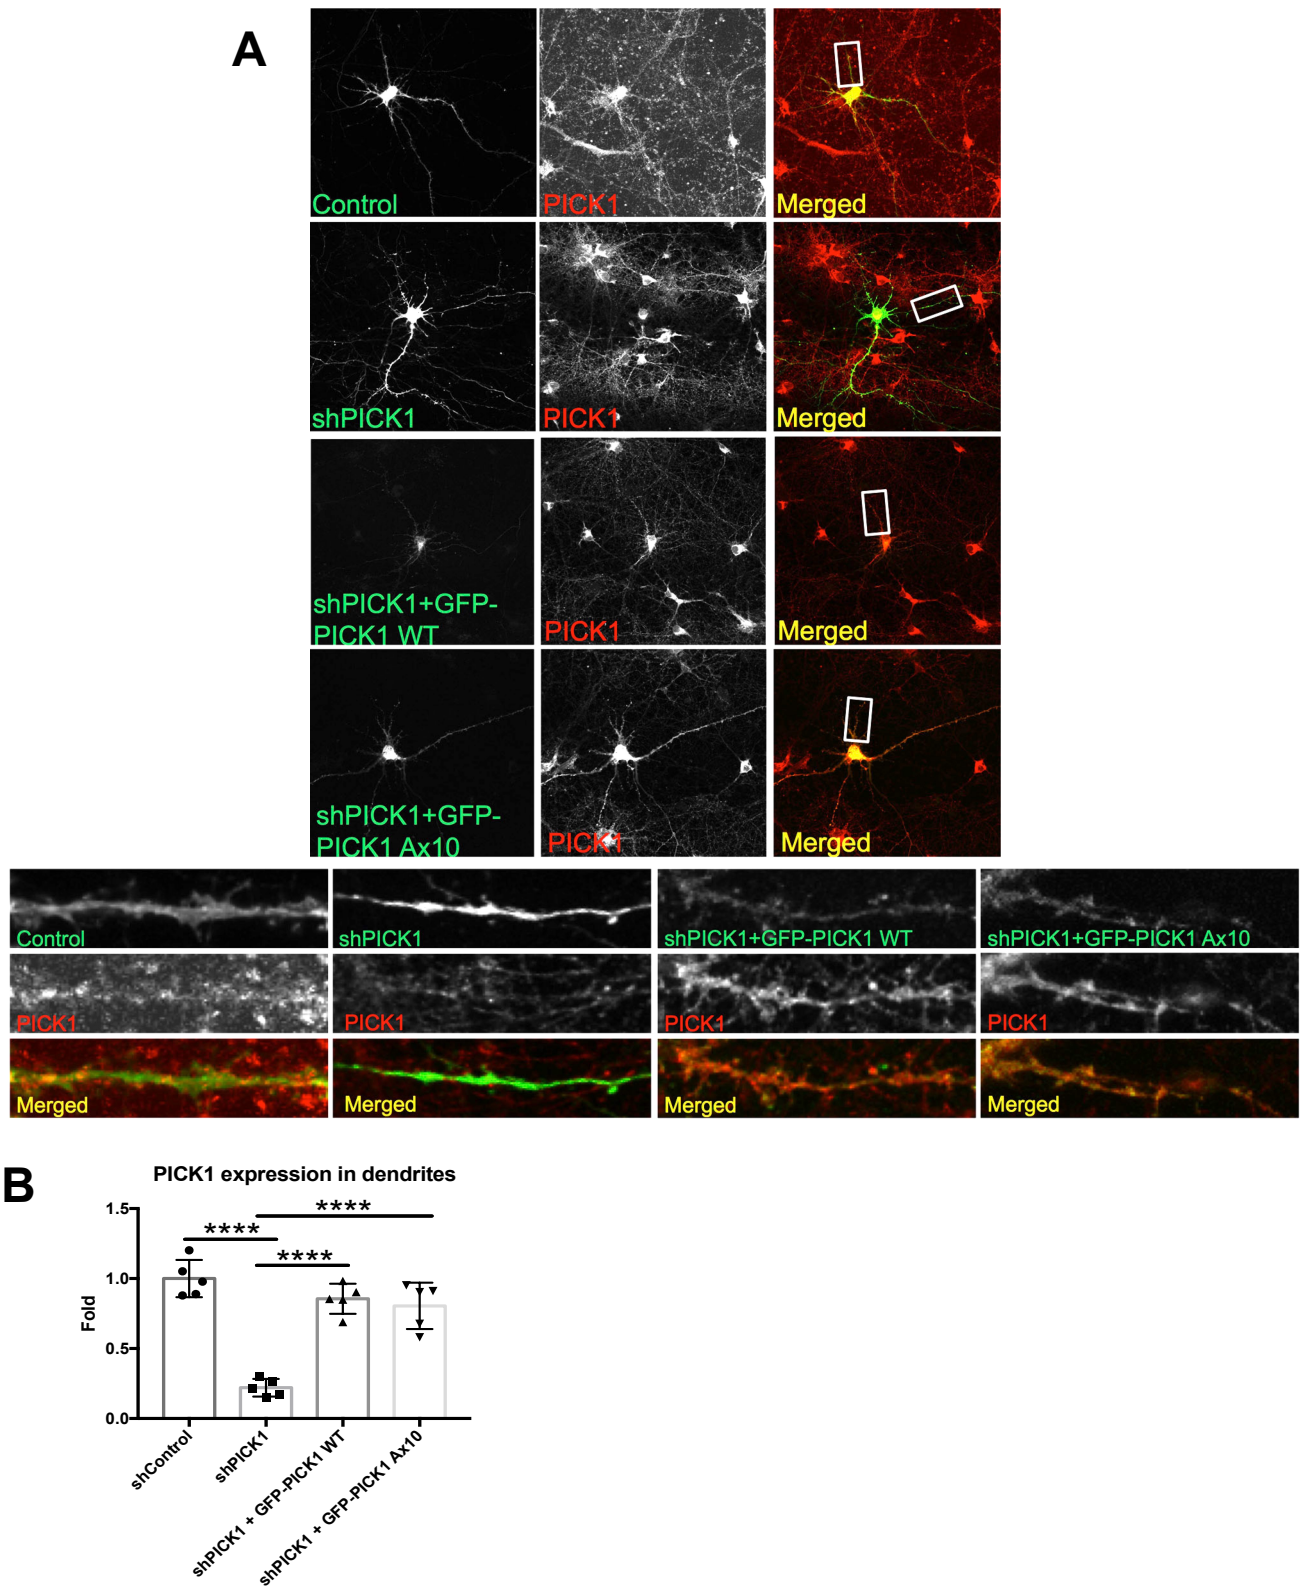 A
Control
PICK1
Merged
shPICK1
PICK1
Merged
shPICK1+GFP-
PICK1 WT
PICK1
Merged
shPICK1+GFP-
PICK1 Ax10
PICK1
Merged
Control
shPICK1
shPICK1+GFP-PICK1 WT
shPICK1+GFP-PICK1 Ax10
PICK1
PICK1
PICK1
PICK1
Merged
Merged
Merged
Merged
B
PICK1 expression in dendrites
****
****
****
Fold
1.5
1.0
0.5
0.0
shControl
shPICK1
shPICK1 + GFP-PICK1 WT
shPICK1 + GFP-PICK1 Ax10